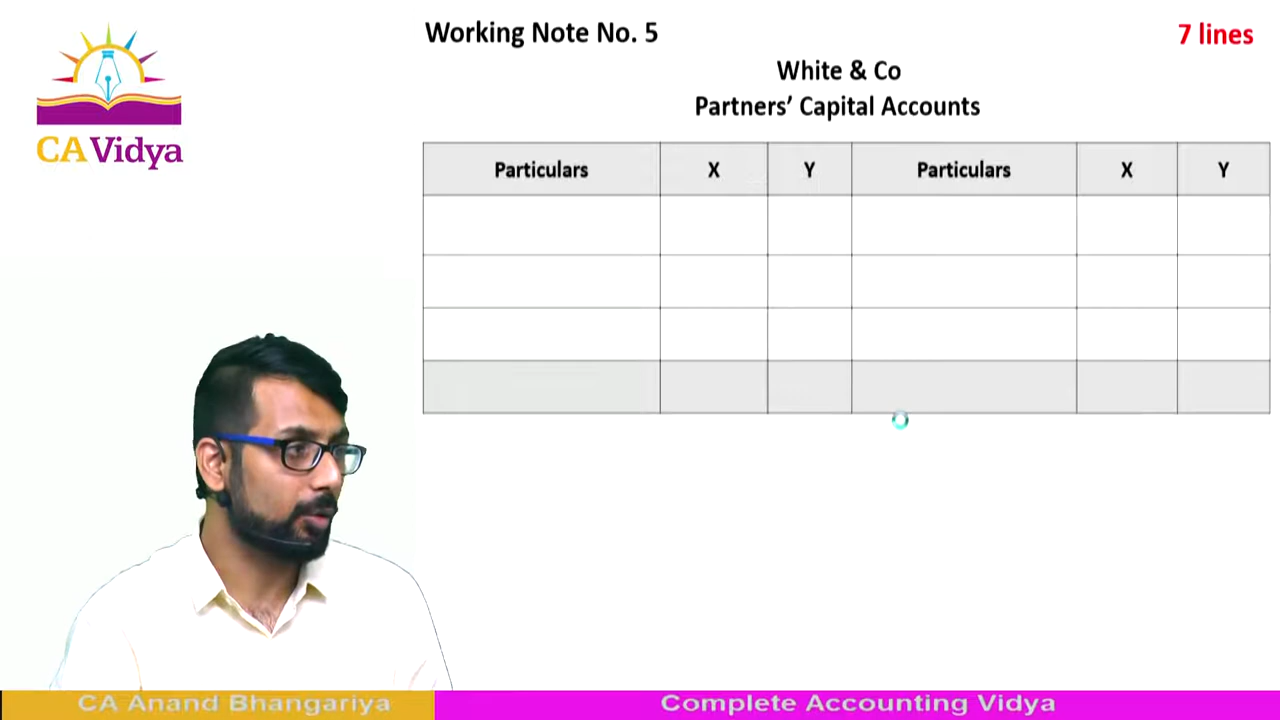 Working Note No. 5
7 lines
White & Co
Partners’ Capital Accounts
CA Vidya
Particulars X Y Particulars X Y
CA Anand Bhangariya
Complete Accounting Vidya